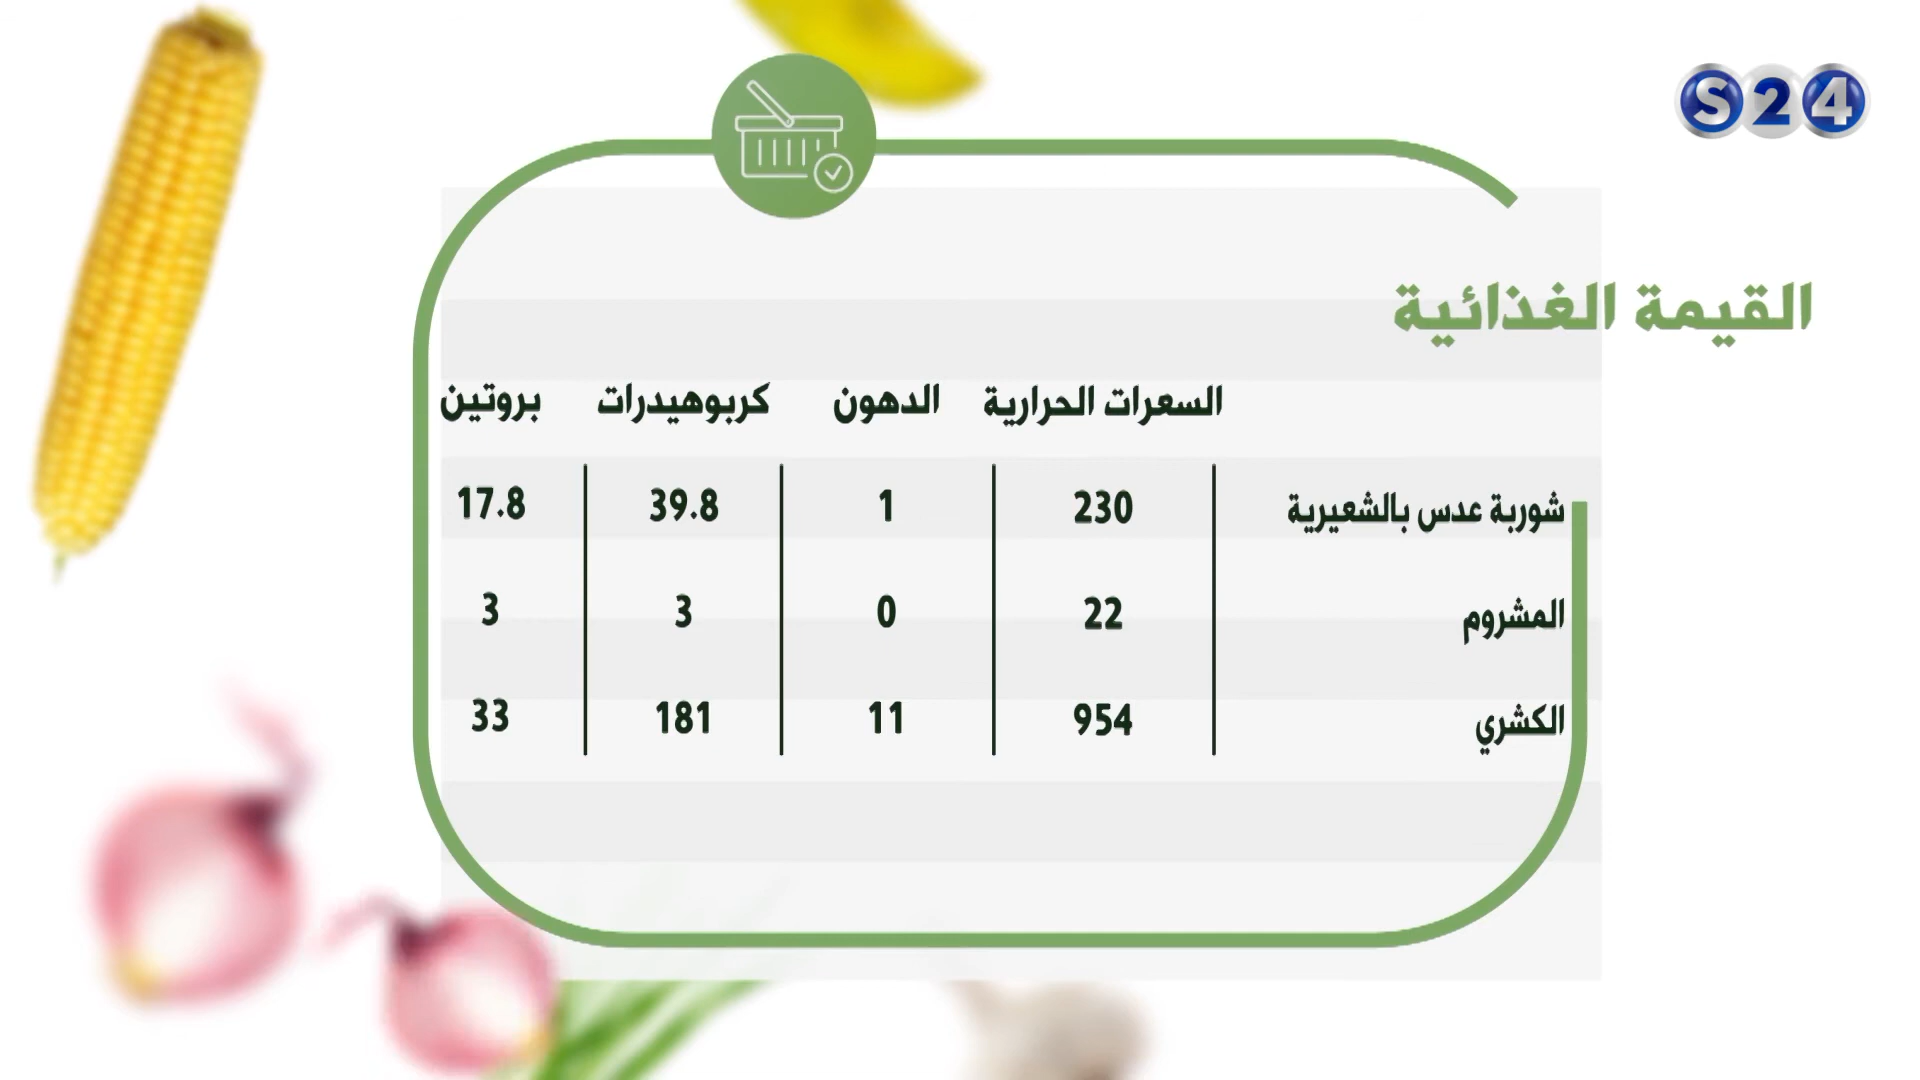 S24
القيمة الغذائية
السعرات الحرارية الدهون كربوهيدرات بروتين
شوربة عدس بالشعيرية 230 1 39.8 17.8
المشروم 22 0 3 3
الكشري 954 11 181 33